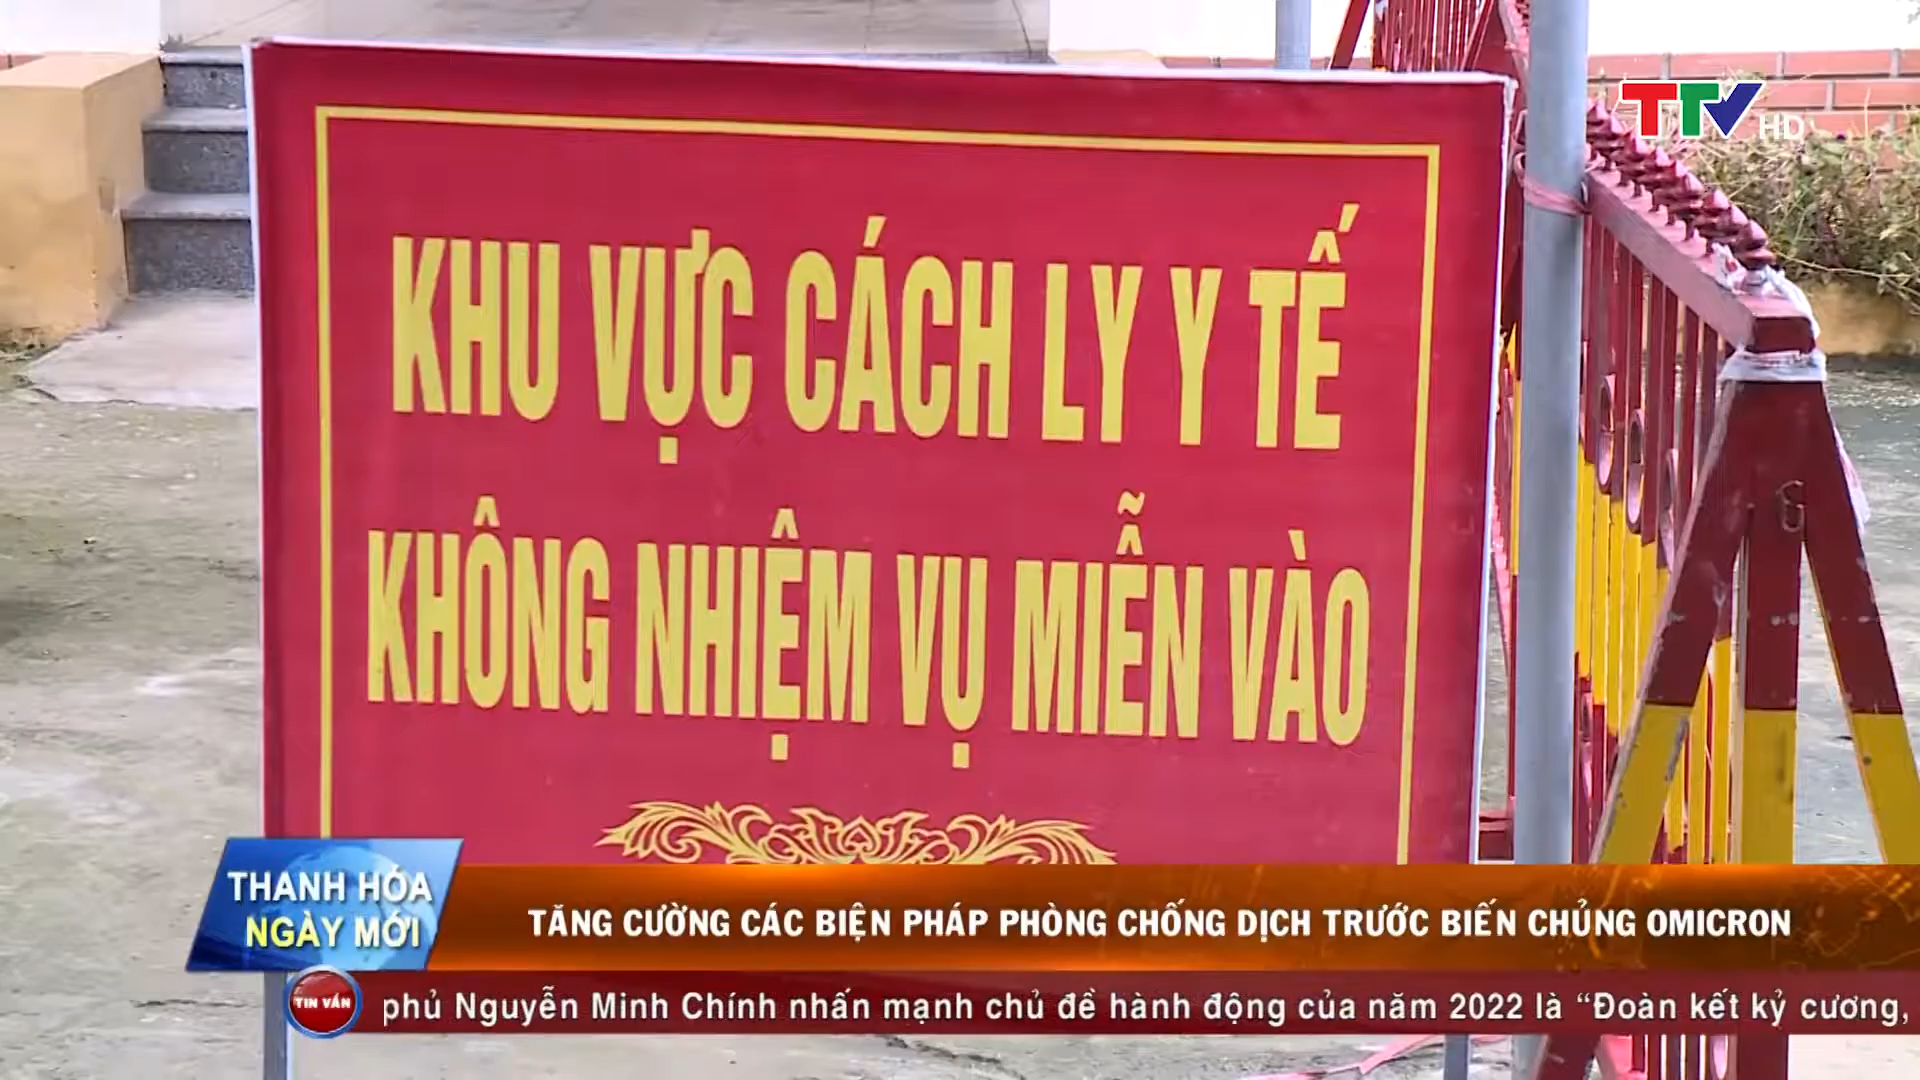 TTV HD
KHU VỰC CÁCH LY Y TẾ
KHÔNG NHIỆM VỤ MIỄN VÀO
THANH HÓA
NGÀY MỚI
TĂNG CƯỜNG CÁC BIỆN PHÁP PHÒNG CHỐNG DỊCH TRƯỚC BIẾN CHỦNG OMICRON
TIN VẮN
phủ Nguyễn Minh Chính nhấn mạnh chủ đề hành động của năm 2022 là “Đoàn kết kỷ cương,